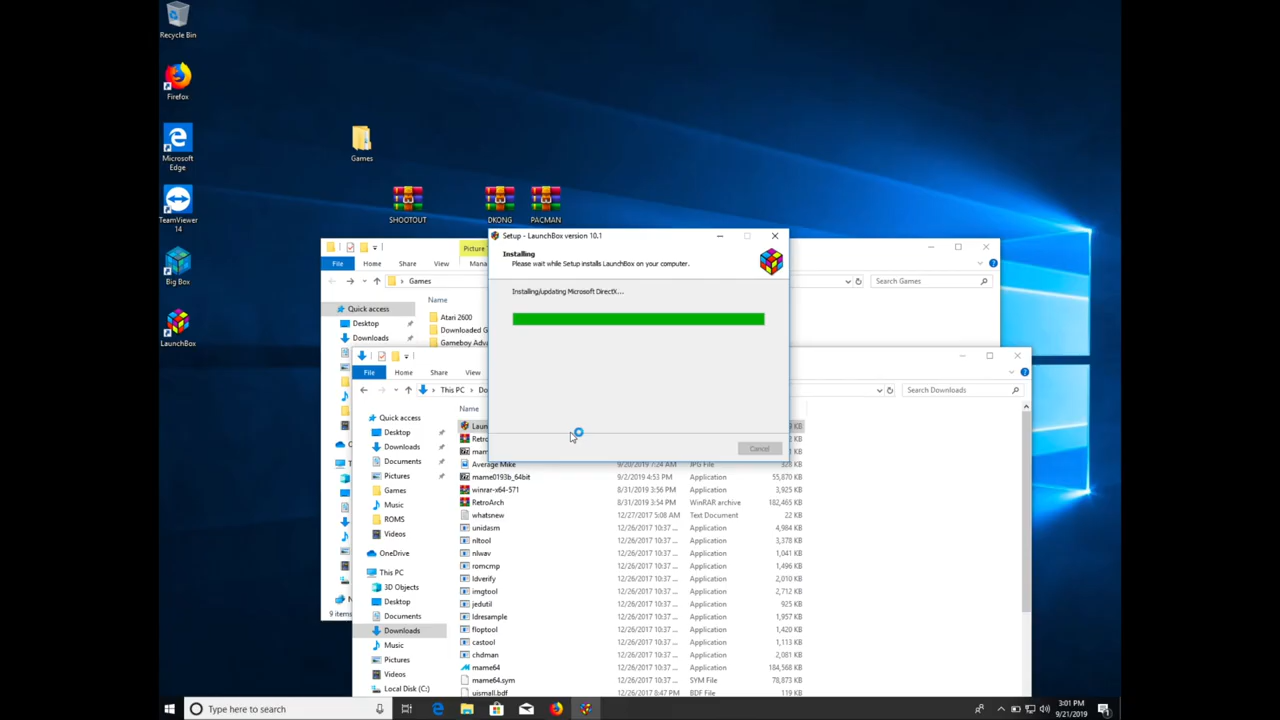 Recycle Bin
Firefox
Microsoft
Edge
TeamViewer
14
Big Box
LaunchBox
Games
SHOOTOUT
DKONG
PACMAN
Picture
File
Home
Share
View
Mana
Games
Search Games
Name
Quick access
Desktop
Downloads
Atari 2600
Downloaded G
Gameboy Adva
9 items
Setup - LaunchBox version 10.1
Installing
Please wait while Setup installs LaunchBox on your computer.
Installing/updating Microsoft DirectX...
Cancel
File
Home
Share
View
This PC
Do
Search Downloads
Name
Quick access
Desktop
Downloads
Documents
Pictures
Games
Music
ROMS
Videos
OneDrive
This PC
3D Objects
Desktop
Documents
Downloads
Music
Pictures
Videos
Local Disk (C:)
Laun
Retro
mam
Average Mike 9/20/2019 7:24 AM JPG File 328 KB
mame0193b_64bit 9/2/2019 4:53 PM Application 55,870 KB
winrar-x64-571 8/31/2019 3:56 PM Application 3,925 KB
RetroArch 8/31/2019 3:54 PM WinRAR archive 182,465 KB
whatsnew 12/27/2017 5:08 AM Text Document 22 KB
unidasm 12/26/2017 10:37 ... Application 4,984 KB
nltool 12/26/2017 10:37 ... Application 3,378 KB
nlwav 12/26/2017 10:37 ... Application 1,041 KB
romcmp 12/26/2017 10:37 ... Application 1,496 KB
ldverify 12/26/2017 10:37 ... Application 2,010 KB
imgtool 12/26/2017 10:37 ... Application 2,712 KB
jedutil 12/26/2017 10:37 ... Application 925 KB
ldresample 12/26/2017 10:37 ... Application 1,957 KB
floptool 12/26/2017 10:37 ... Application 1,420 KB
castool 12/26/2017 10:37 ... Application 1,113 KB
chdman 12/26/2017 10:37 ... Application 2,081 KB
mame64 12/26/2017 10:37 ... Application 184,568 KB
mame64.sym 12/26/2017 10:37 ... SYM File 78,873 KB
uismall.bdf 12/26/2017 8:47 PM BDF File 119 KB
Type here to search
3:01 PM
9/21/2019